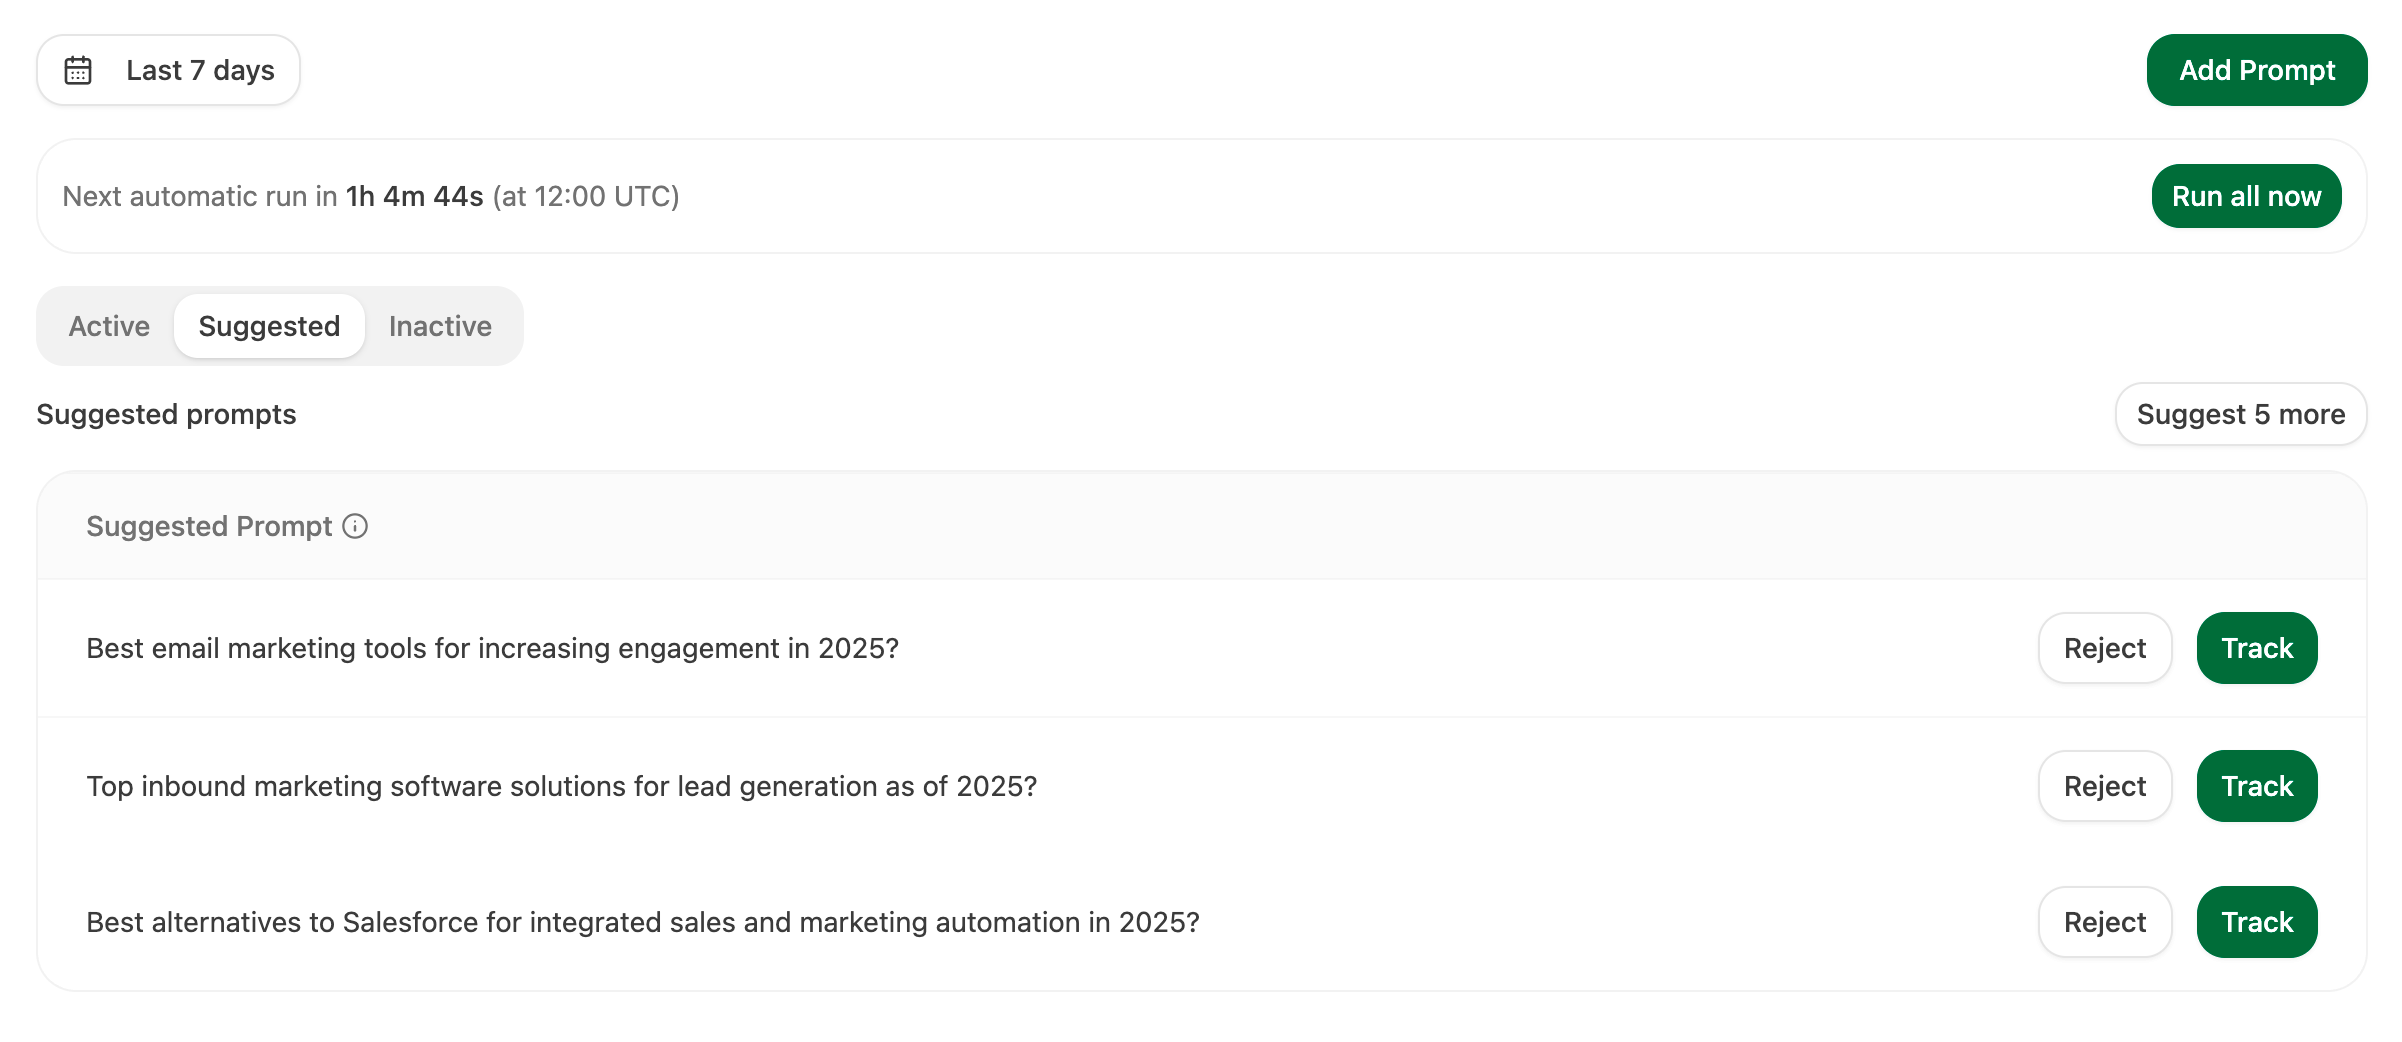 Last 7 days
Add Prompt
Next automatic run in 1h 4m 44s (at 12:00 UTC)
Run all now
Active
Suggested
Inactive
Suggested prompts
Suggest 5 more
Suggested Prompt
Best email marketing tools for increasing engagement in 2025?
Reject
Track
Top inbound marketing software solutions for lead generation as of 2025?
Reject
Track
Best alternatives to Salesforce for integrated sales and marketing automation in 2025?
Reject
Track